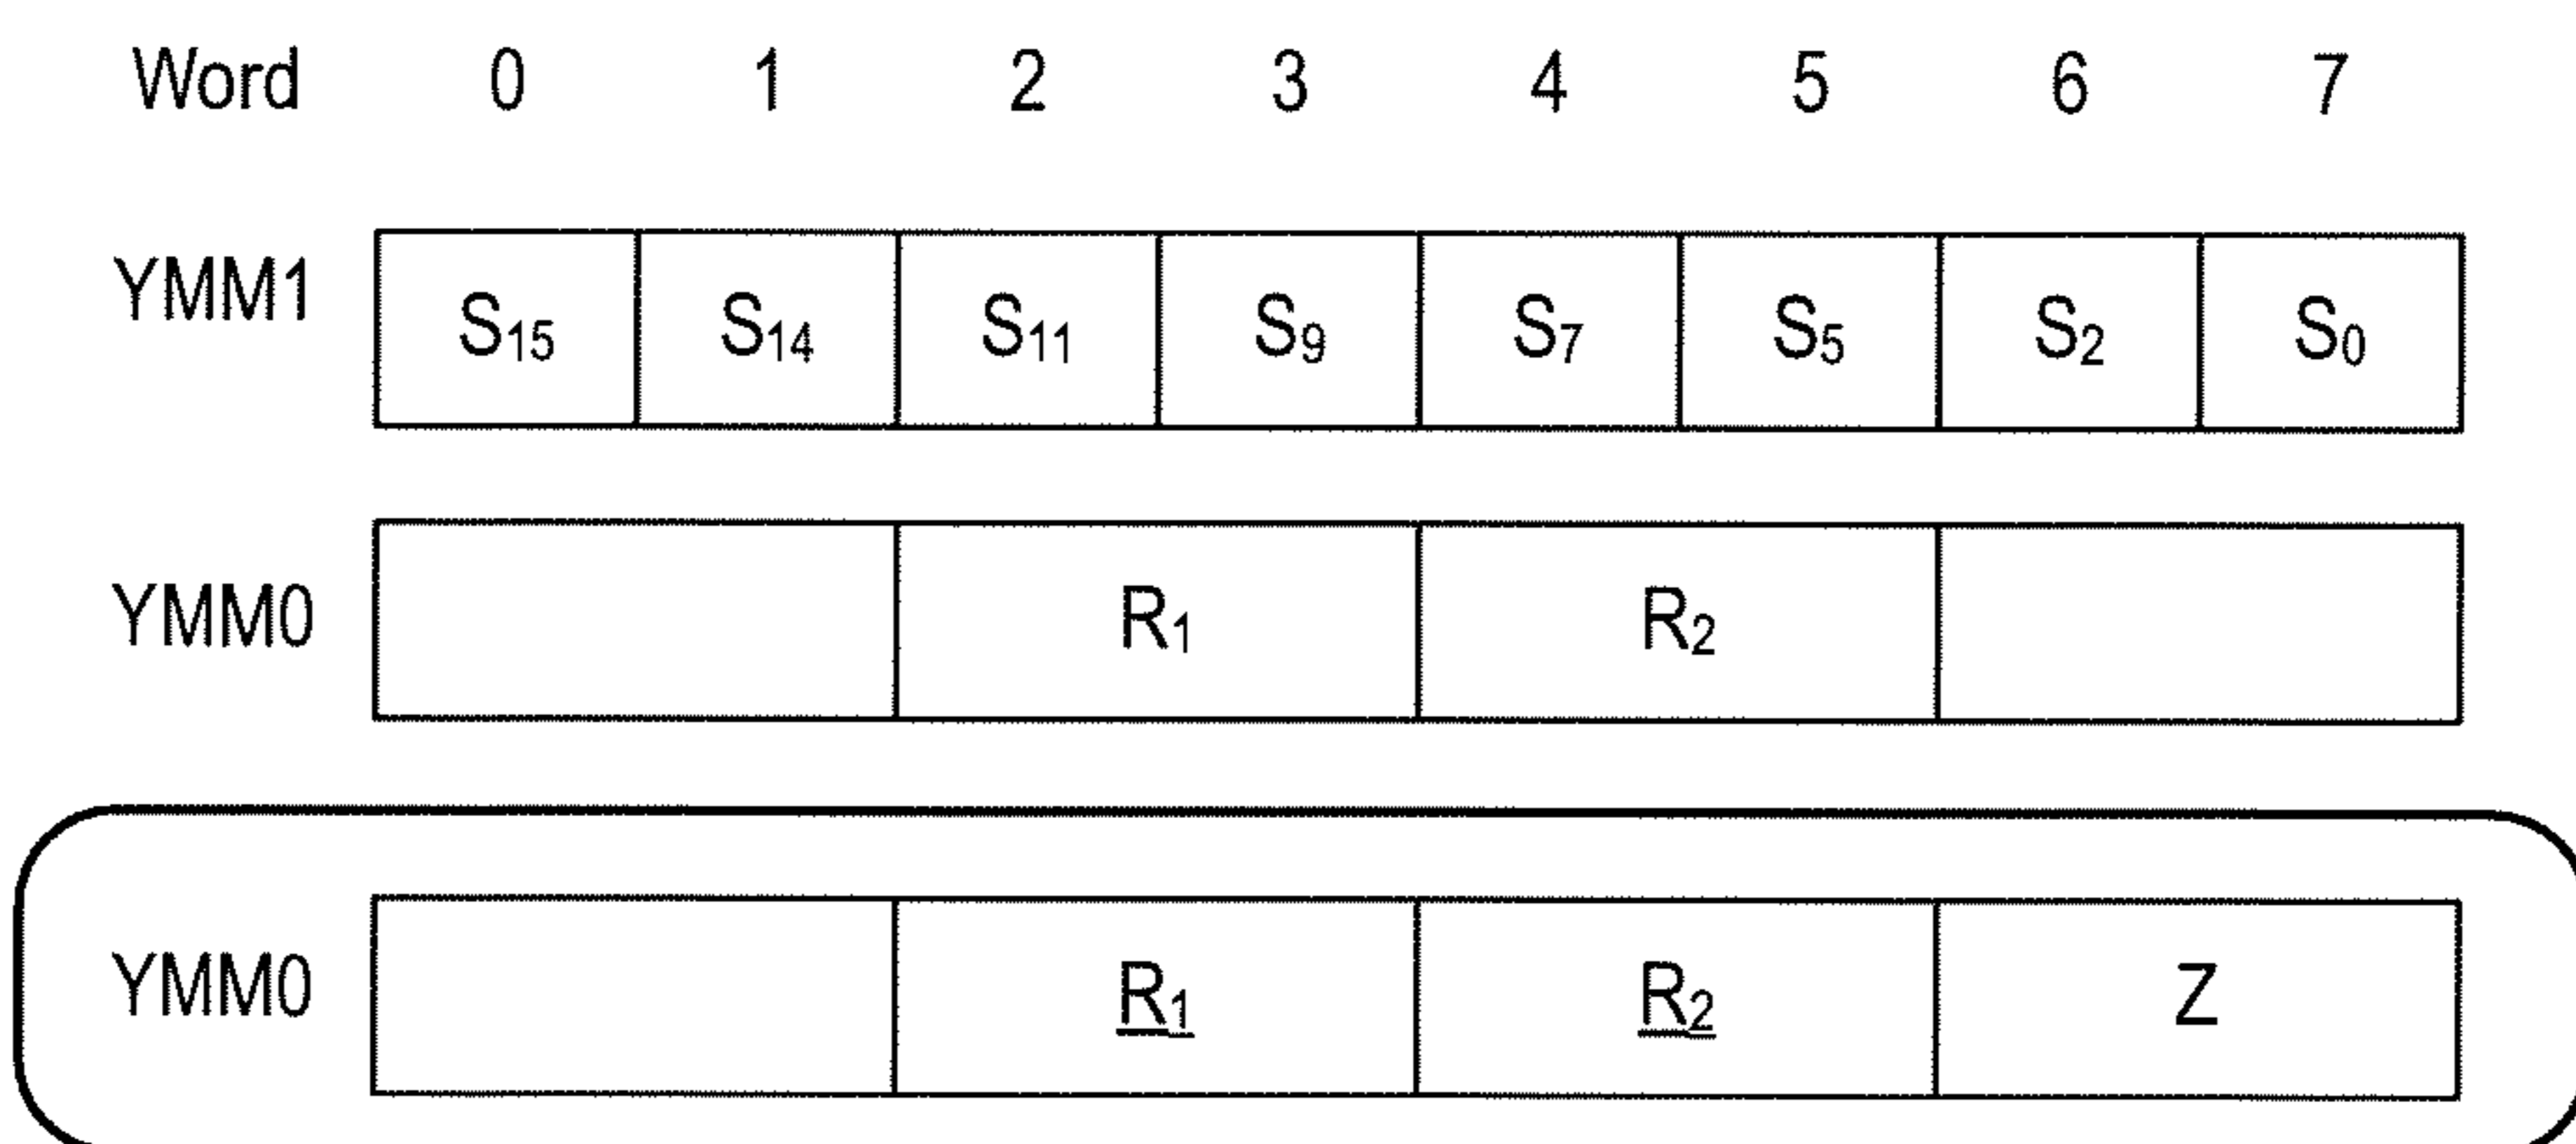 Word 0 1 2 3 4 5 6 7
YMM1 S₁₅ S₁₄ S₁₁ S₉ S₇ S₅ S₂ S₀
YMM0 R₁ R₂
YMM0 R₁ R₂ Z